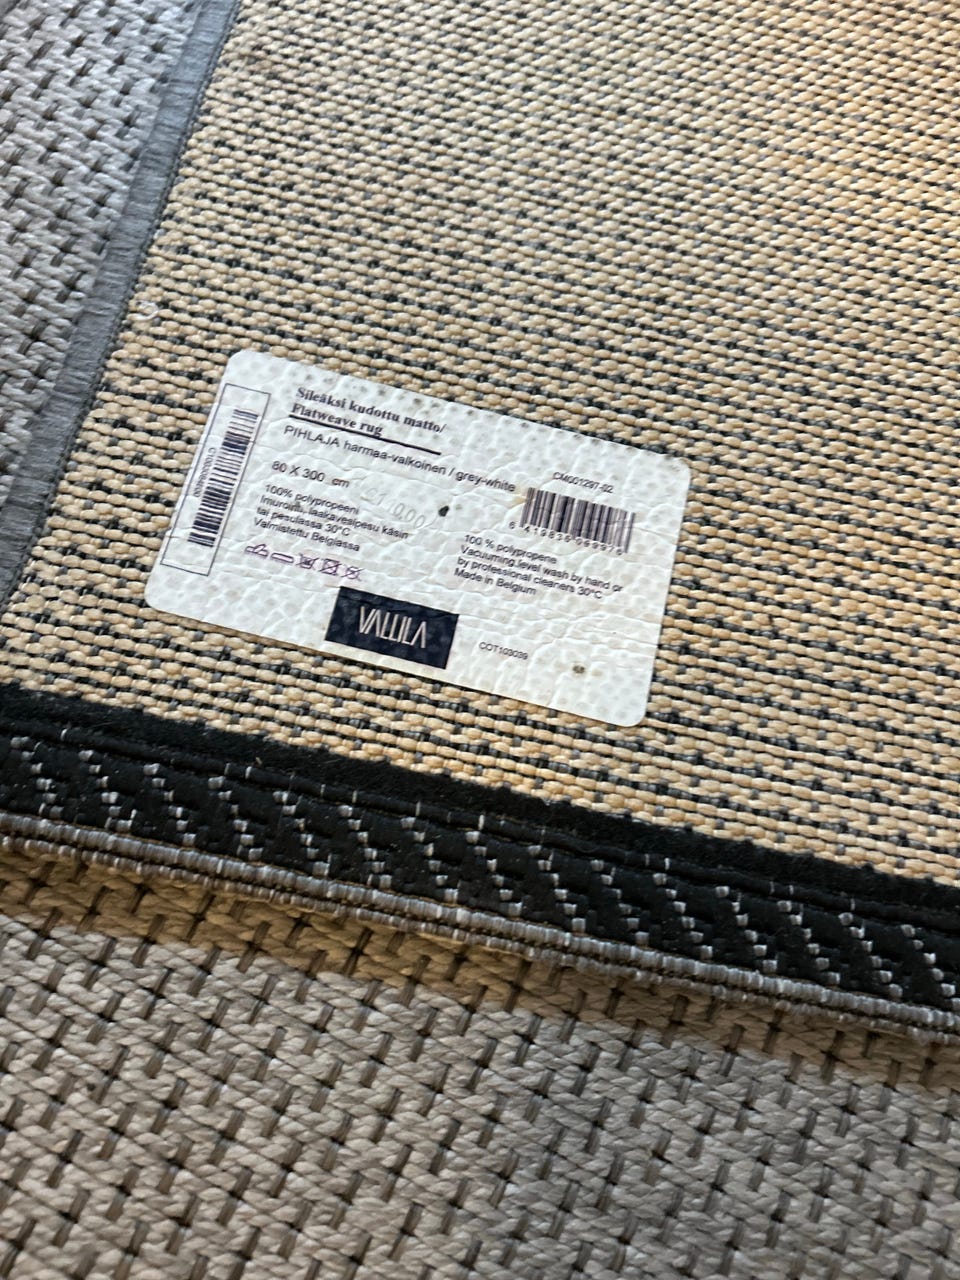 Sileäksi kudottu matto/
Flatweave rug
PIHLAJA harmaa-valkoinen / grey-white
80 X 300 cm
CM001297-02
100% polypropeeni
Imurointi, laakavesipesu käsin
tai pesulassa 30°C
Valmistettu Belgiassa
100 % polypropene
Vacuuming, level wash by hand or
by professional cleaners 30°C
Made in Belgium
VALLILA
COT103039